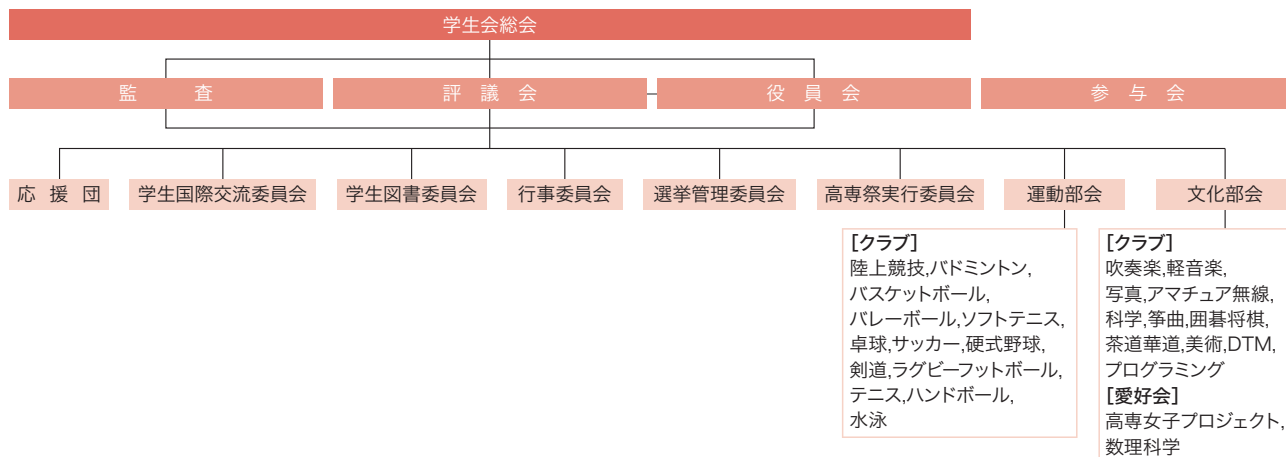 学生会総会
監査
評議会
役員会
参与会
応援団
学生国際交流委員会
学生図書委員会
行事委員会
選挙管理委員会
高専祭実行委員会
運動部会
文化部会
[クラブ]
陸上競技,バドミントン,
バスケットボール,
バレーボール,ソフトテニス,
卓球,サッカー,硬式野球,
剣道,ラグビーフットボール,
テニス,ハンドボール,
水泳
[クラブ]
吹奏楽,軽音楽,
写真,アマチュア無線,
科学,箏曲,囲碁将棋,
茶道華道,美術,DTM,
プログラミング
[愛好会]
高専女子プロジェクト,
数理科学